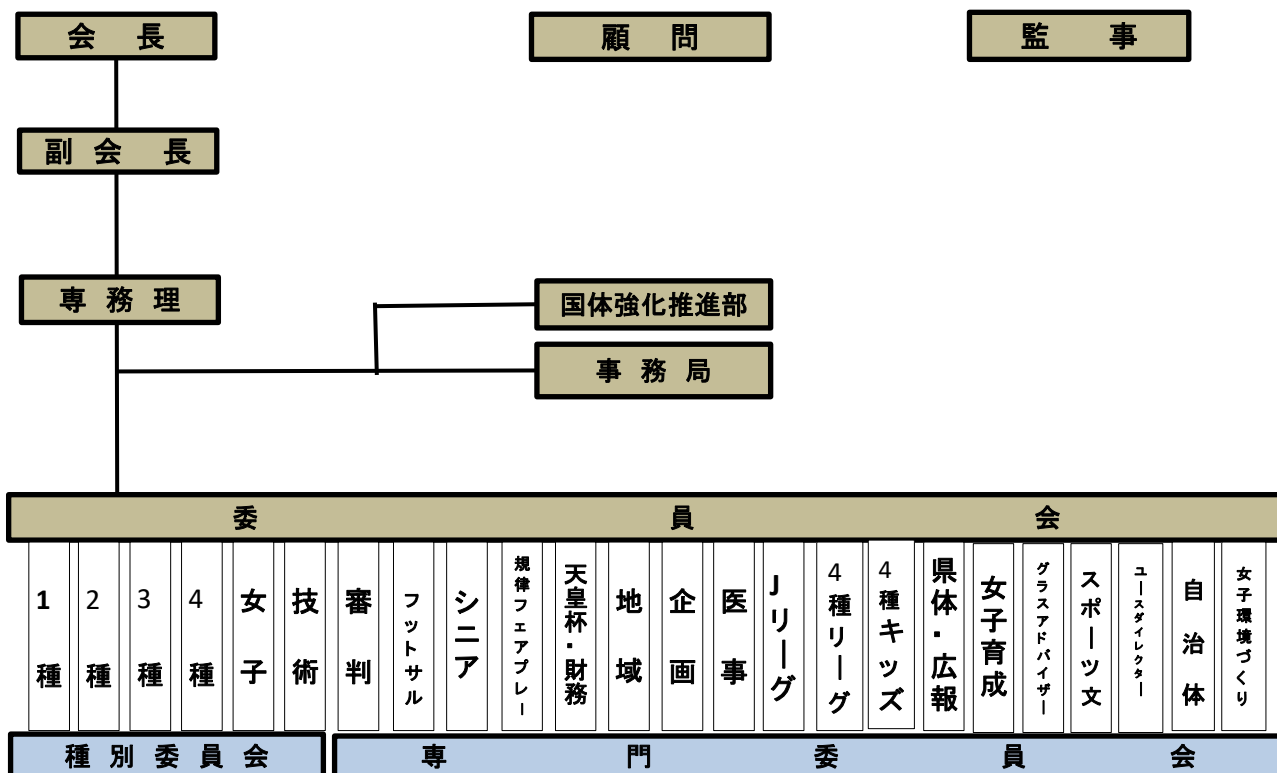 会長
顧問
監事
副会長
専務理
国体強化推進部
事務局
委員会
1種
2種
3種
4種
女子
技術
審判
フットサル
シニア
規律フェアプレー
天皇杯・財務
地域
企画
医事
Jリーグ
4種リーグ
4種キッズ
県体・広報
女子育成
グラスアドバイザー
スポーツ文
ユースダイレクター
自治体
女子環境づくり
種別委員会
専門委員会